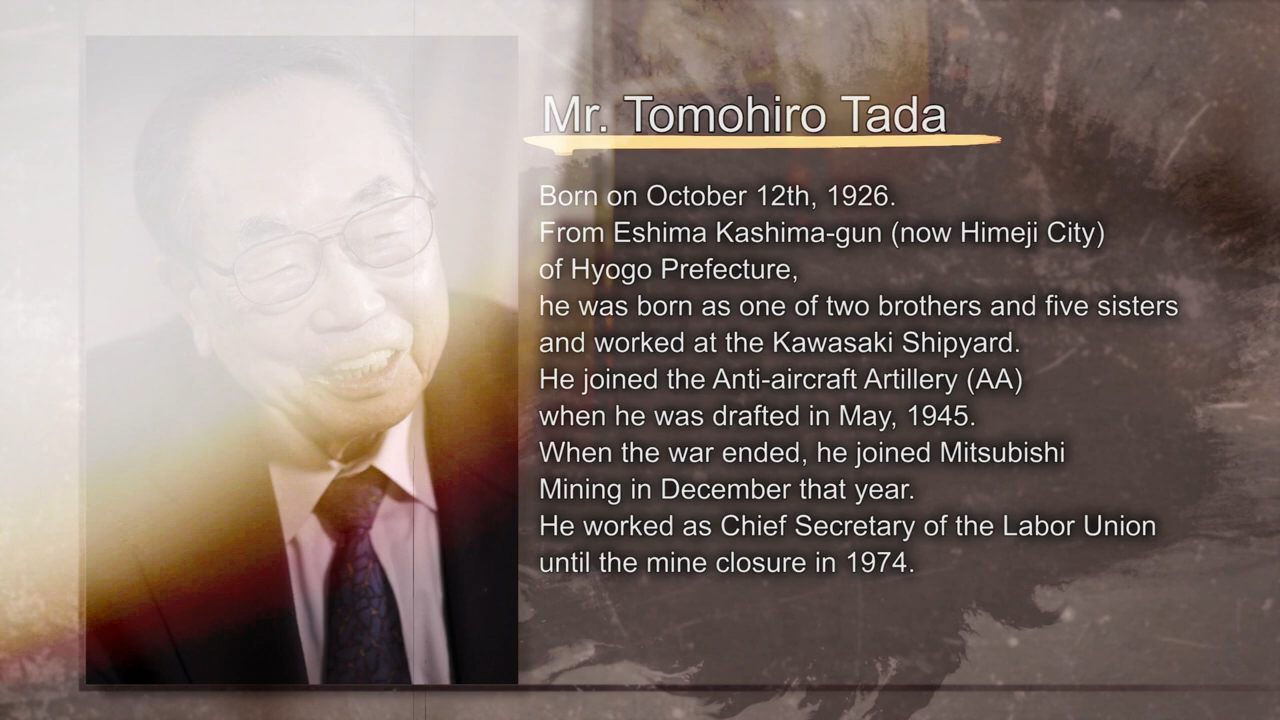 Mr. Tomohiro Tada
Born on October 12th, 1926.
From Eshima Kashima-gun (now Himeji City)
of Hyogo Prefecture,
he was born as one of two brothers and five sisters
and worked at the Kawasaki Shipyard.
He joined the Anti-aircraft Artillery (AA)
when he was drafted in May, 1945.
When the war ended, he joined Mitsubishi
Mining in December that year.
He worked as Chief Secretary of the Labor Union
until the mine closure in 1974.